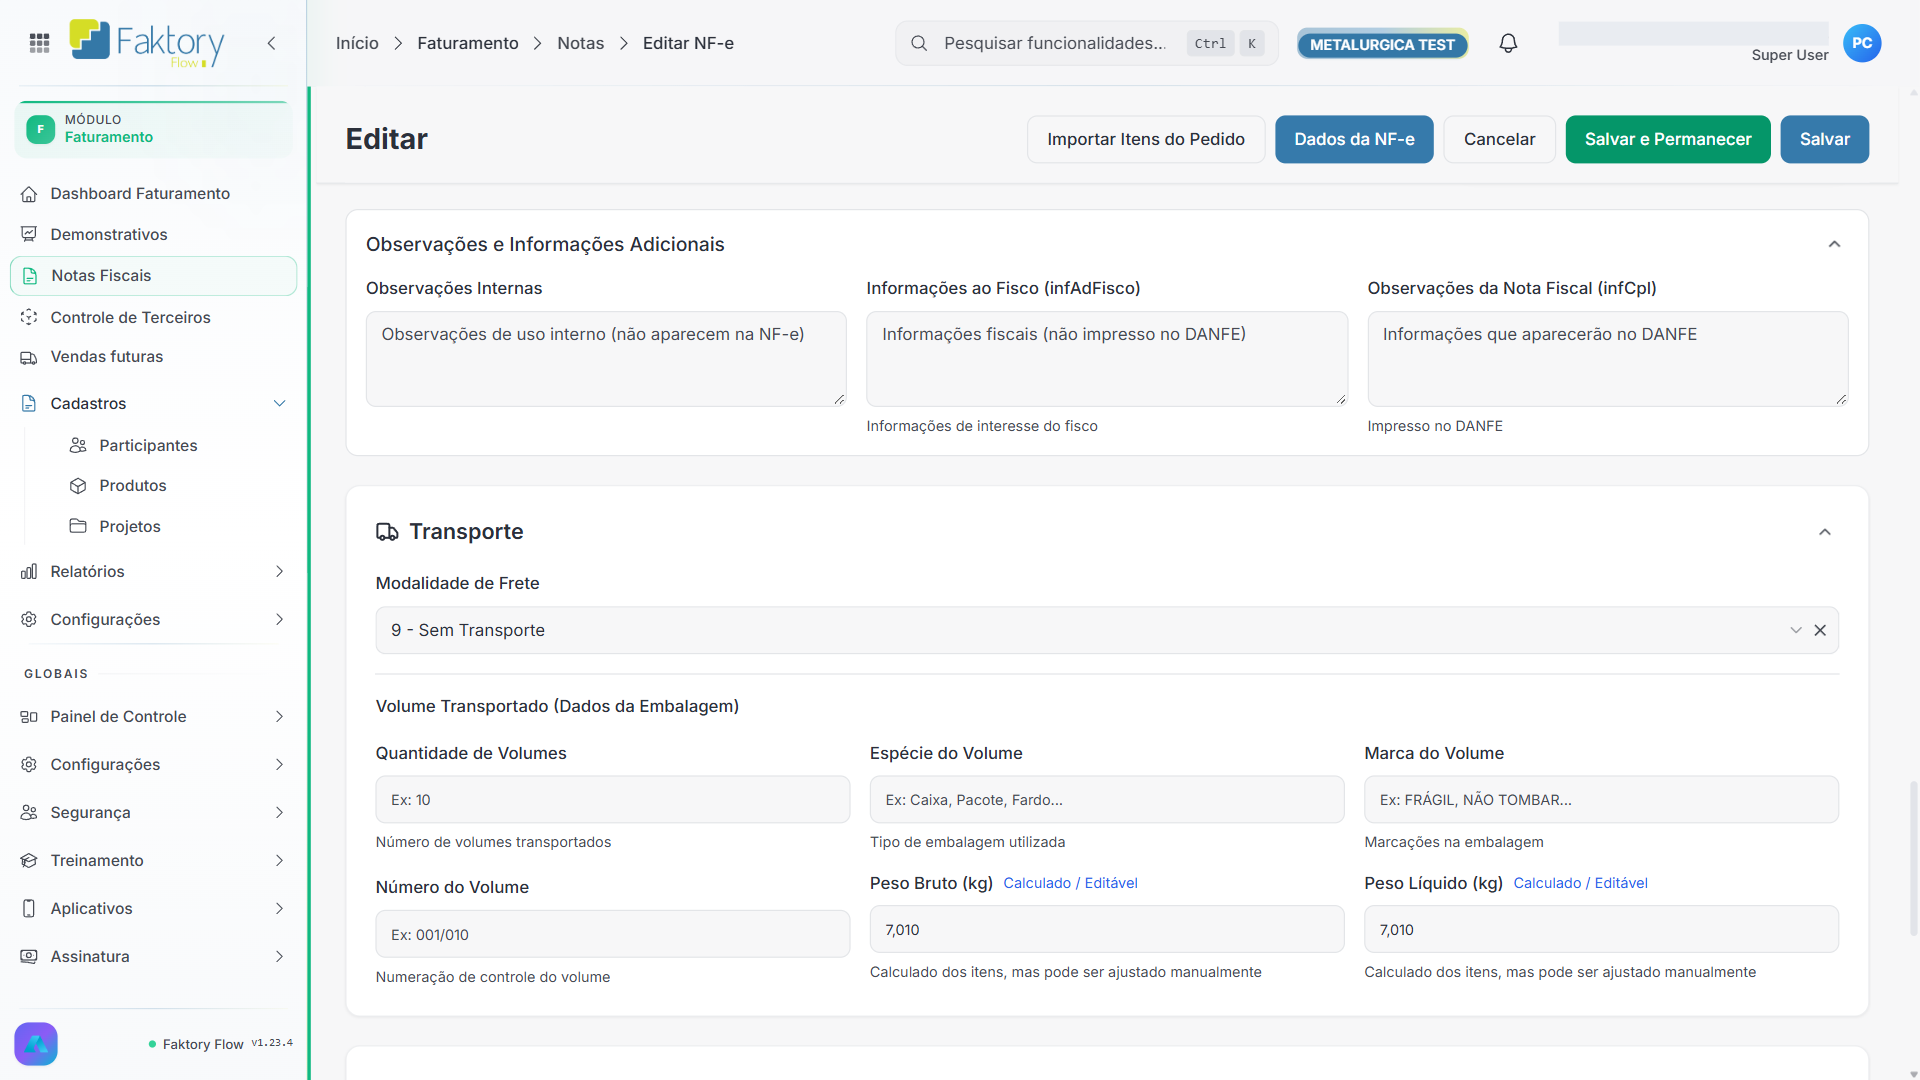 Faktory
Flow
Início > Faturamento > Notas > Editar NF-e
Pesquisar funcionalidades... Ctrl K
METALURGICA TEST
Super User
PC
F
MÓDULO
Faturamento
Dashboard Faturamento
Demonstrativos
Notas Fiscais
Controle de Terceiros
Vendas futuras
Cadastros
Participantes
Produtos
Projetos
Relatórios
Configurações
GLOBAIS
Painel de Controle
Configurações
Segurança
Treinamento
Aplicativos
Assinatura
Faktory Flow v1.23.4
Editar
Importar Itens do Pedido
Dados da NF-e
Cancelar
Salvar e Permanecer
Salvar
Observações e Informações Adicionais
Observações Internas
Observações de uso interno (não aparecem na NF-e)
Informações ao Fisco (infAdFisco)
Informações fiscais (não impresso no DANFE)
Informações de interesse do fisco
Observações da Nota Fiscal (infCpl)
Informações que aparecerão no DANFE
Impresso no DANFE
Transporte
Modalidade de Frete
9 - Sem Transporte
Volume Transportado (Dados da Embalagem)
Quantidade de Volumes
Ex: 10
Número de volumes transportados
Espécie do Volume
Ex: Caixa, Pacote, Fardo...
Tipo de embalagem utilizada
Marca do Volume
Ex: FRÁGIL, NÃO TOMBAR...
Marcações na embalagem
Número do Volume
Ex: 001/010
Numeração de controle do volume
Peso Bruto (kg) Calculado / Editável
7,010
Calculado dos itens, mas pode ser ajustado manualmente
Peso Líquido (kg) Calculado / Editável
7,010
Calculado dos itens, mas pode ser ajustado manualmente